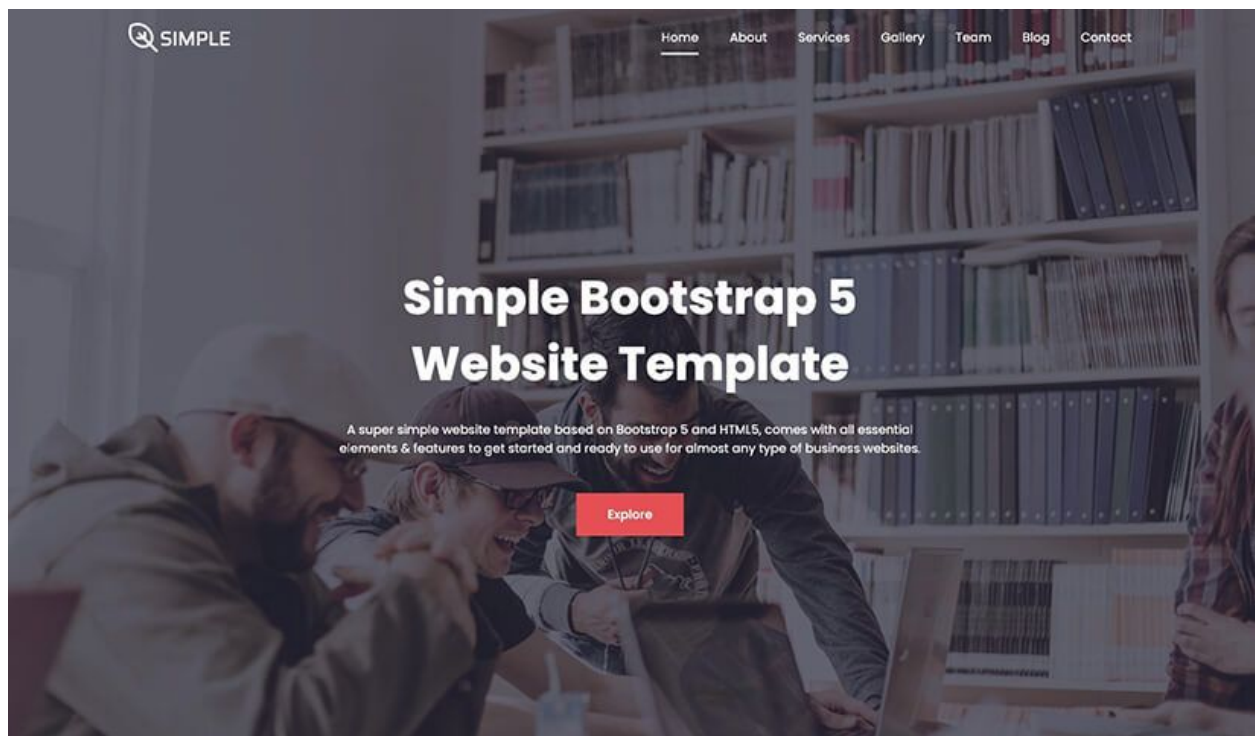 SIMPLE
Home About Services Gallery Team Blog Contact
Simple Bootstrap 5
Website Template
A super simple website template based on Bootstrap 5 and HTML5, comes with all essential
elements & features to get started and ready to use for almost any type of business websites.
Explore